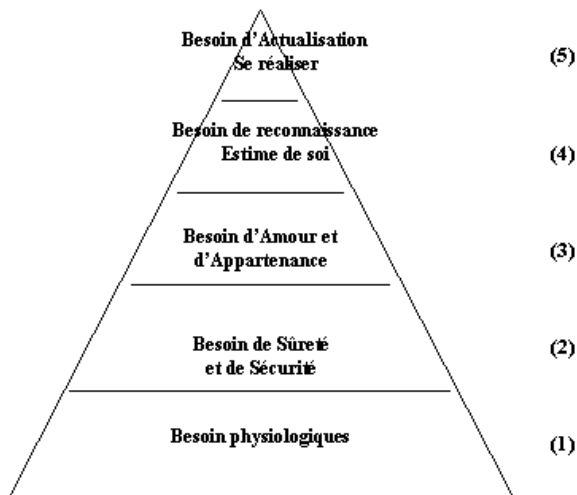 Besoin d'Actualisation
Se réaliser
(5)
Besoin de reconnaissance
Estime de soi
(4)
Besoin d'Amour et
d'Appartenance
(3)
Besoin de Sûreté
et de Sécurité
(2)
Besoin physiologiques
(1)